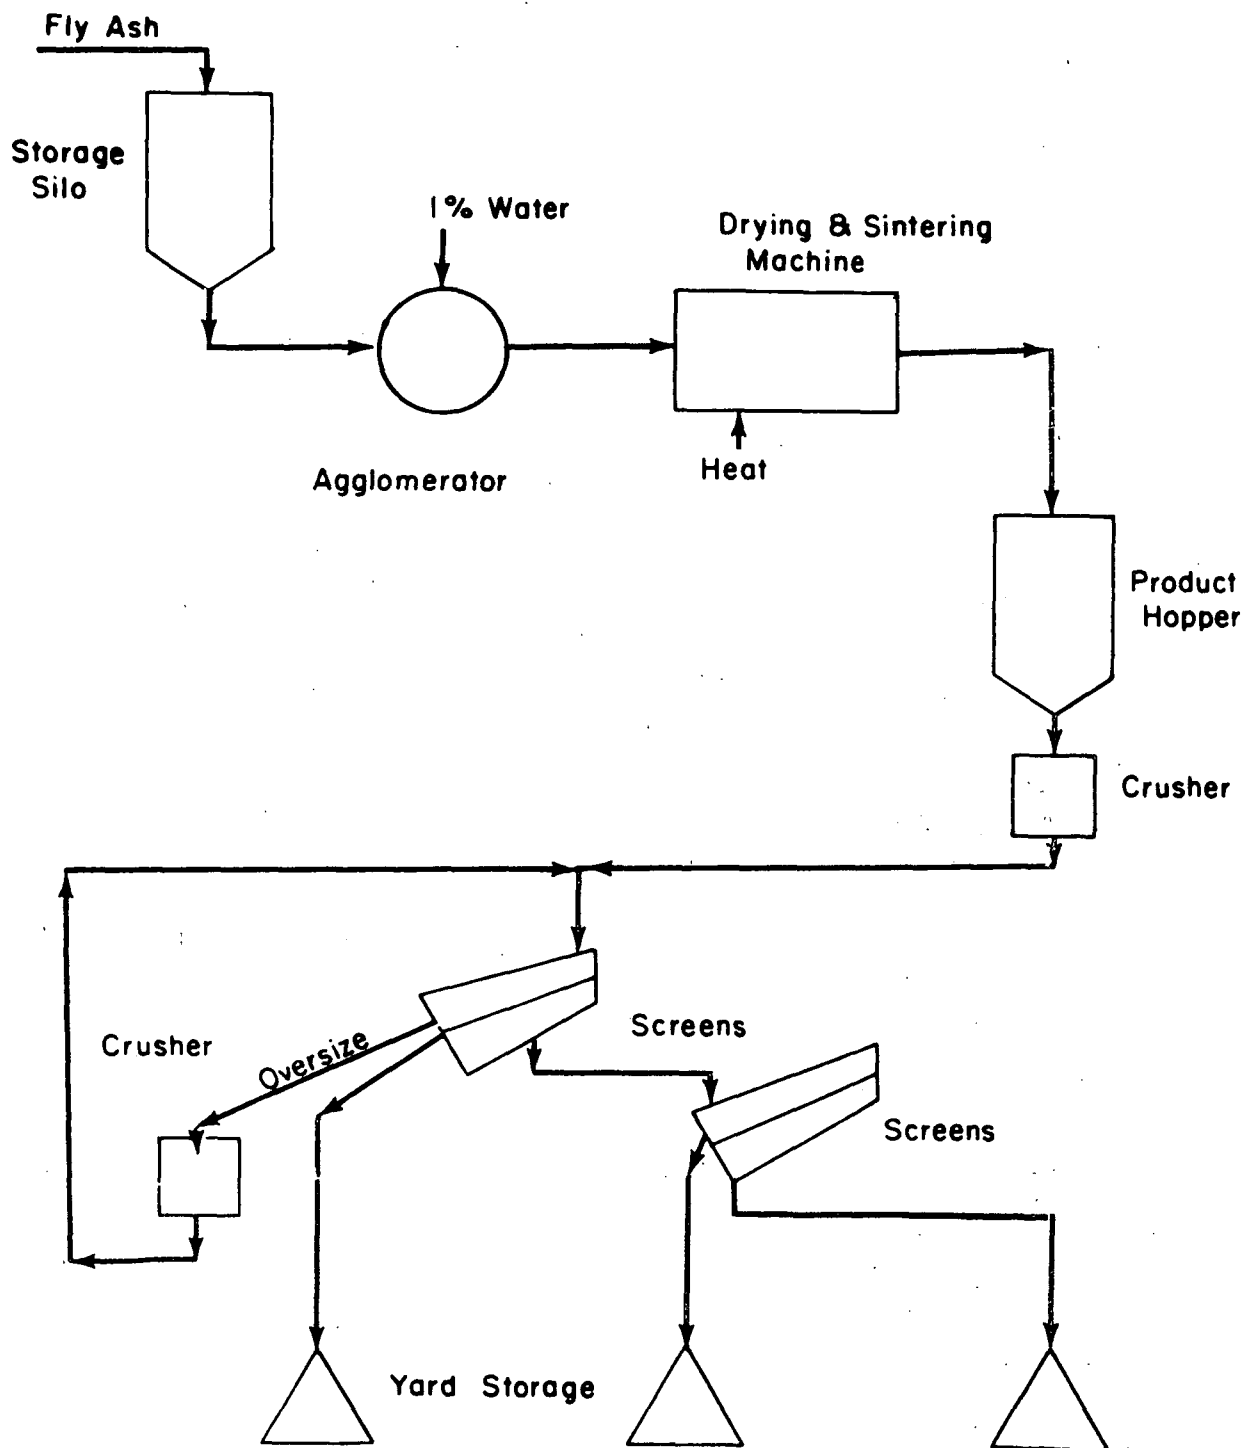 Fly Ash
Storage
Silo
1% Water
Drying & Sintering
Machine
Agglomerator
Heat
Product
Hopper
Crusher
Crusher
Oversize
Screens
Screens
Yard Storage